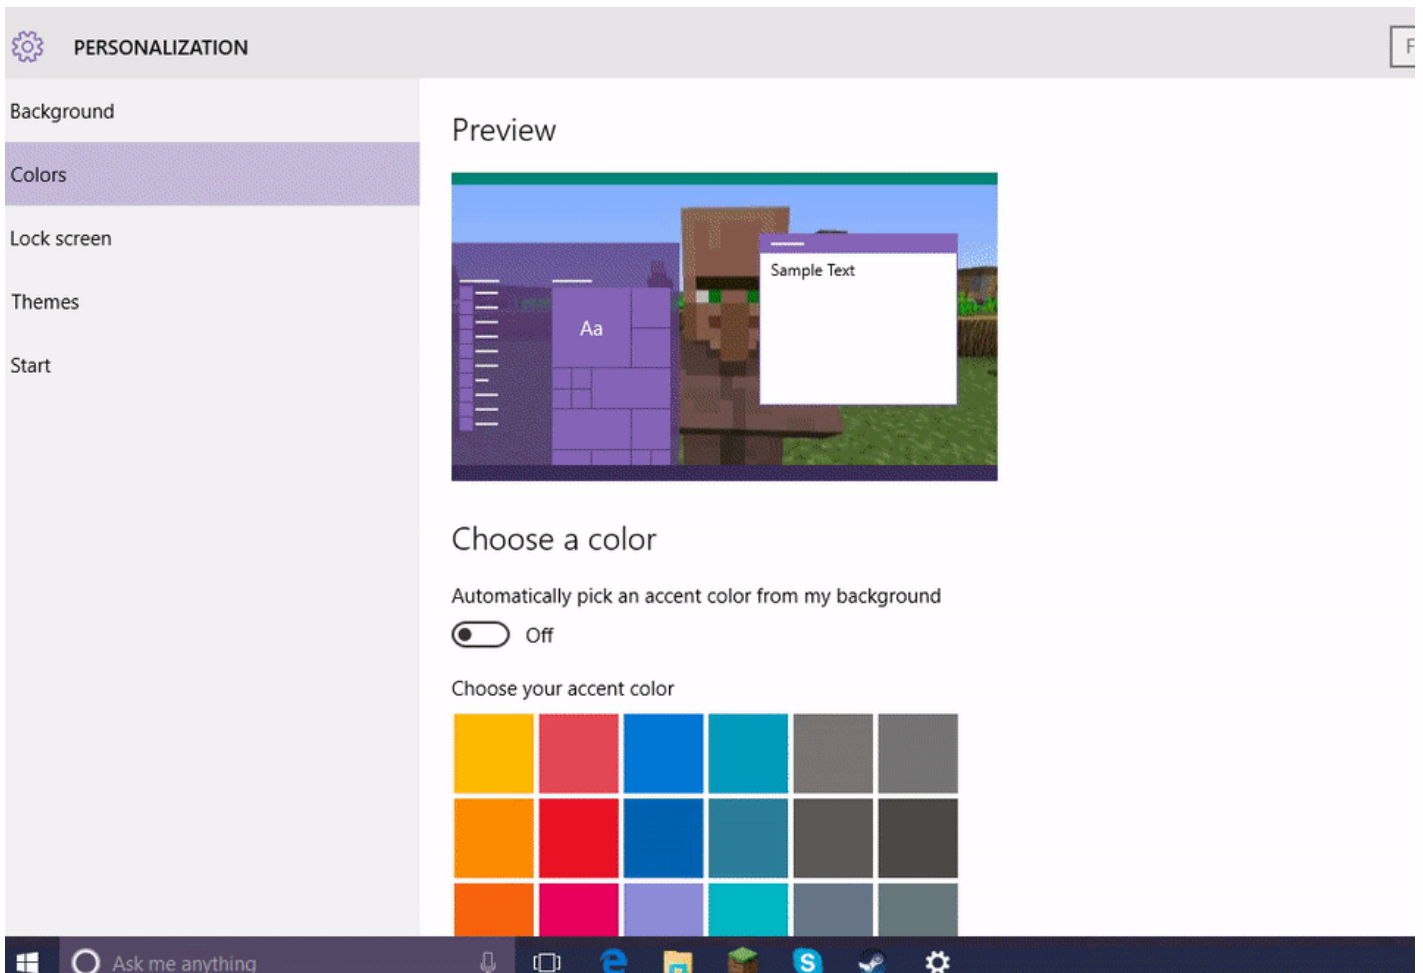 PERSONALIZATION
F
Background
Colors
Lock screen
Themes
Start
Preview
Sample Text
Aa
Choose a color
Automatically pick an accent color from my background
Off
Choose your accent color
Ask me anything